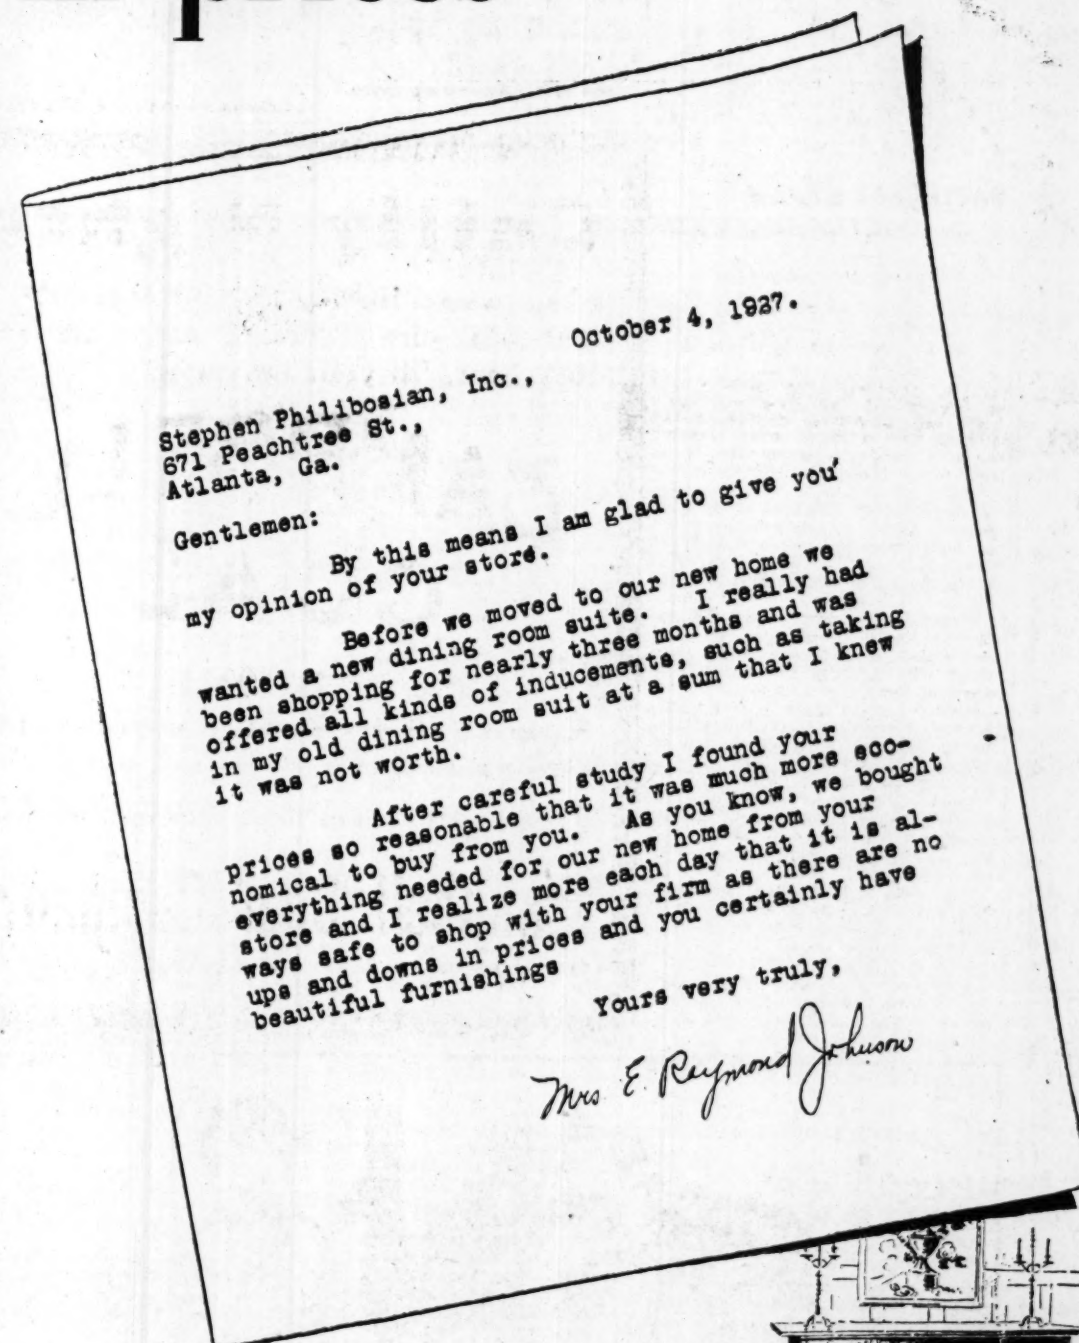 prices
October 4, 1927.
Stephen Philibosian, Inc.,
671 Peachtree St.,
Atlanta, Ga.
Gentlemen:
By this means I am glad to give you
my opinion of your store.
Before we moved to our new home we
wanted a new dining room suite. I really had
been shopping for nearly three months and was
offered all kinds of inducements, such as taking
in my old dining room suit at a sum that I knew
it was not worth.
After careful study I found your
prices so reasonable that it was much more eco-
nomical to buy from you. As you know, we bought
everything needed for our new home from your
store and I realize more each day that it is al-
ways safe to shop with your firm as there are no
ups and downs in prices and you certainly have
beautiful furnishings
Yours very truly,
Mrs E. Raymond Johnson